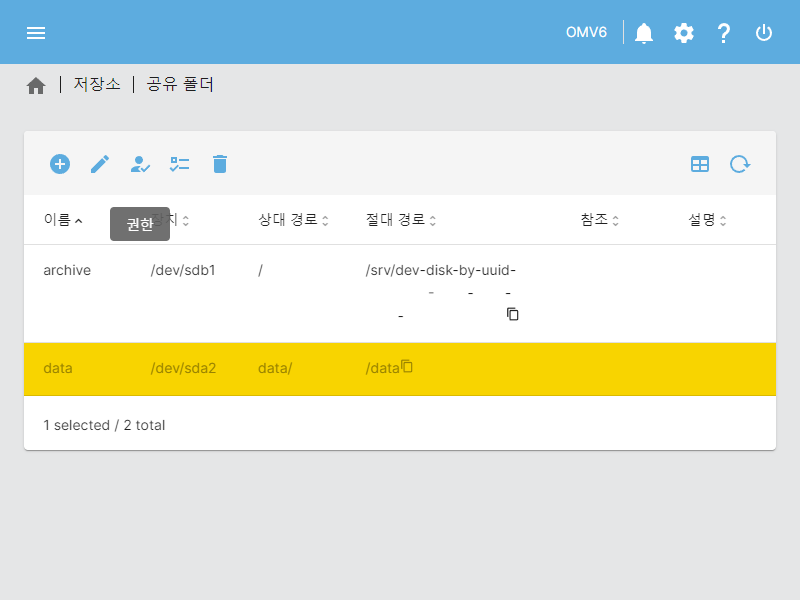 OMV6
저장소 | 공유 폴더
이름 장치 상대 경로 절대 경로 참조 설명
권한
archive /dev/sdb1 / /srv/dev-disk-by-uuid-
- - -
-
data /dev/sda2 data/ /data
1 selected / 2 total